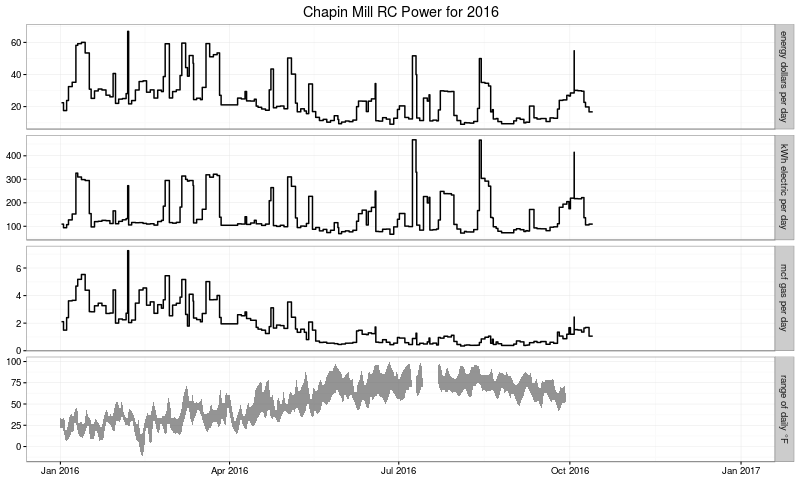 Chapin Mill RC Power for 2016
60
40
20
energy dollars per day
400
300
200
100
kWh electric per day
6
4
2
0
mcf gas per day
100
75
50
25
0
range of daily °F
Jan 2016 Apr 2016 Jul 2016 Oct 2016 Jan 2017